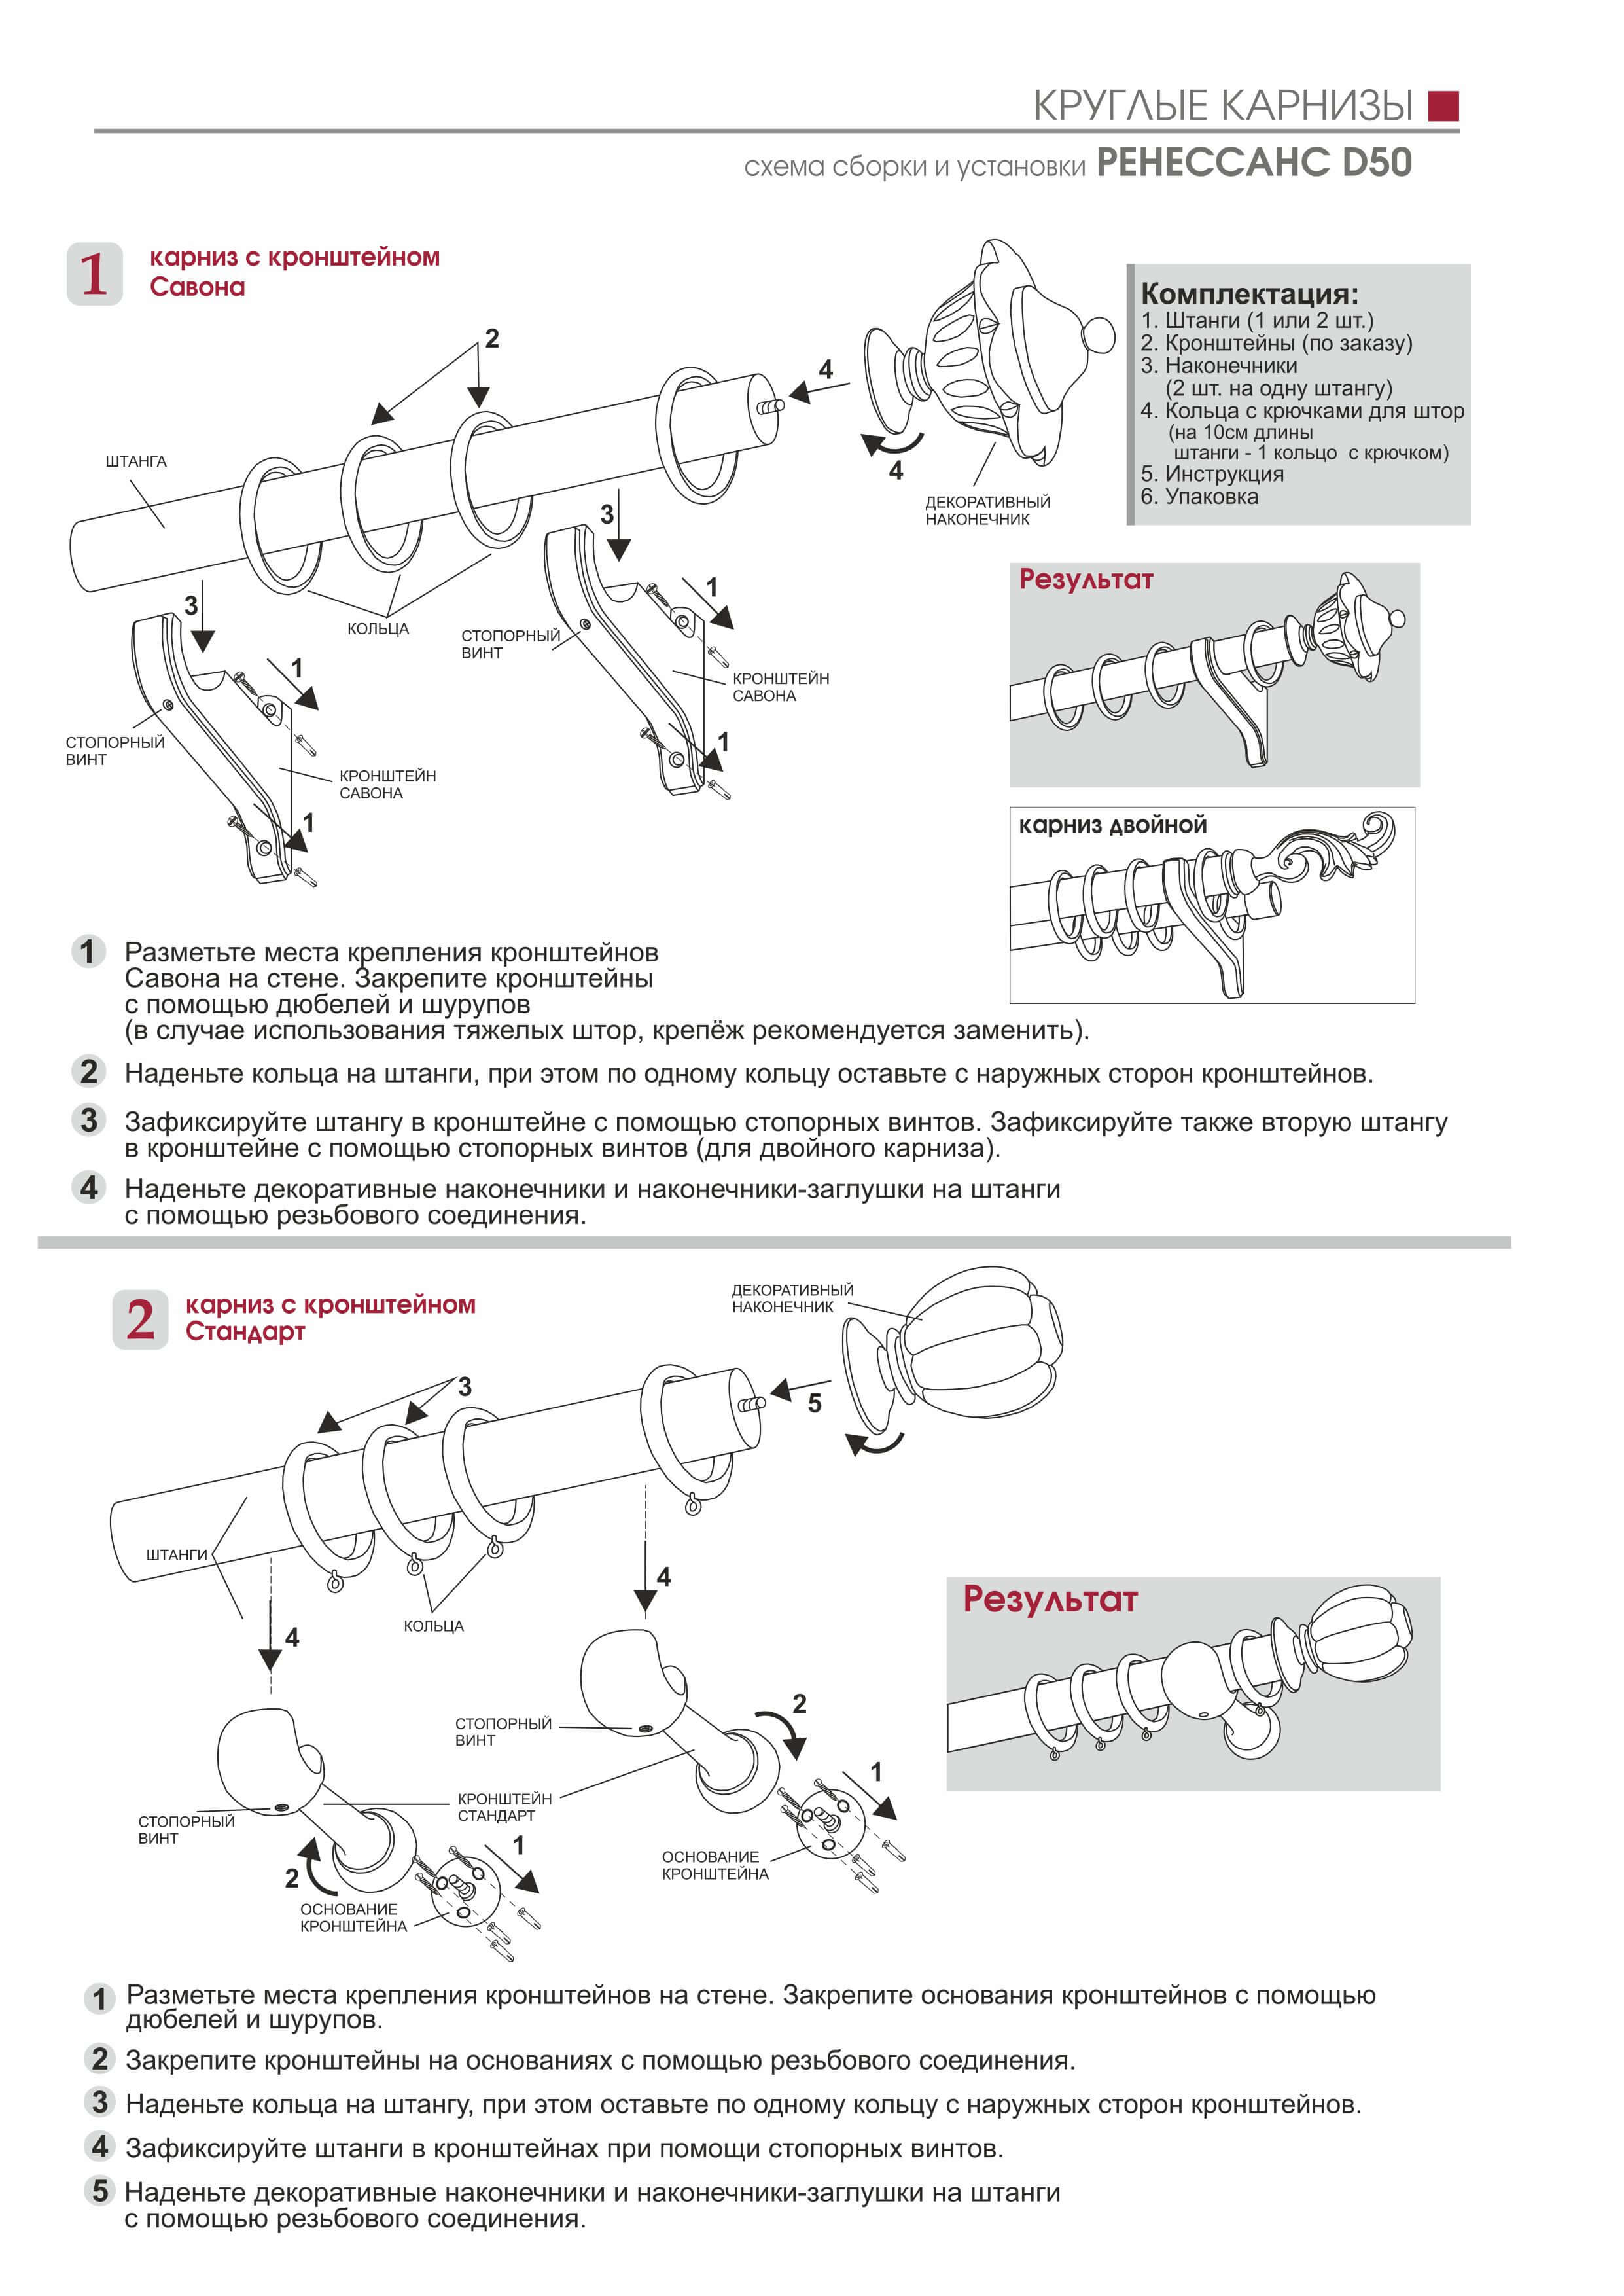 КРУГЛЫЕ КАРНИЗЫ
схема сборки и установки РЕНЕССАНС D50
1
карниз с кронштейном
Савона
2
4
4
ШТАНГА
ДЕКОРАТИВНЫЙ
НАКОНЕЧНИК
3
3
КОЛЬЦА
1
1
СТОПОРНЫЙ
ВИНТ
КРОНШТЕЙН
САВОНА
1
1
СТОПОРНЫЙ
ВИНТ
КРОНШТЕЙН
САВОНА
Комплектация:
1. Штанги (1 или 2 шт.)
2. Кронштейны (по заказу)
3. Наконечники
(2 шт. на одну штангу)
4. Кольца с крючками для штор
(на 10см длины
штанги - 1 кольцо с крючком)
5. Инструкция
6. Упаковка
Результат
карниз двойной
1 Разметьте места крепления кронштейнов
Савона на стене. Закрепите кронштейны
с помощью дюбелей и шурупов
(в случае использования тяжелых штор, крепёж рекомендуется заменить).
2 Наденьте кольца на штанги, при этом по одному кольцу оставьте с наружных сторон кронштейнов.
3 Зафиксируйте штангу в кронштейне с помощью стопорных винтов. Зафиксируйте также вторую штангу
в кронштейне с помощью стопорных винтов (для двойного карниза).
4 Наденьте декоративные наконечники и наконечники-заглушки на штанги
с помощью резьбового соединения.
2
карниз с кронштейном
Стандарт
ДЕКОРАТИВНЫЙ
НАКОНЕЧНИК
3
5
ШТАНГИ
КОЛЬЦА
4
4
СТОПОРНЫЙ
ВИНТ
2
1
КРОНШТЕЙН
СТАНДАРТ
СТОПОРНЫЙ
ВИНТ
2
1
ОСНОВАНИЕ
КРОНШТЕЙНА
ОСНОВАНИЕ
КРОНШТЕЙНА
Результат
1 Разметьте места крепления кронштейнов на стене. Закрепите основания кронштейнов с помощью
дюбелей и шурупов.
2 Закрепите кронштейны на основаниях с помощью резьбового соединения.
3 Наденьте кольца на штангу, при этом оставьте по одному кольцу с наружных сторон кронштейнов.
4 Зафиксируйте штанги в кронштейнах при помощи стопорных винтов.
5 Наденьте декоративные наконечники и наконечники-заглушки на штанги
с помощью резьбового соединения.